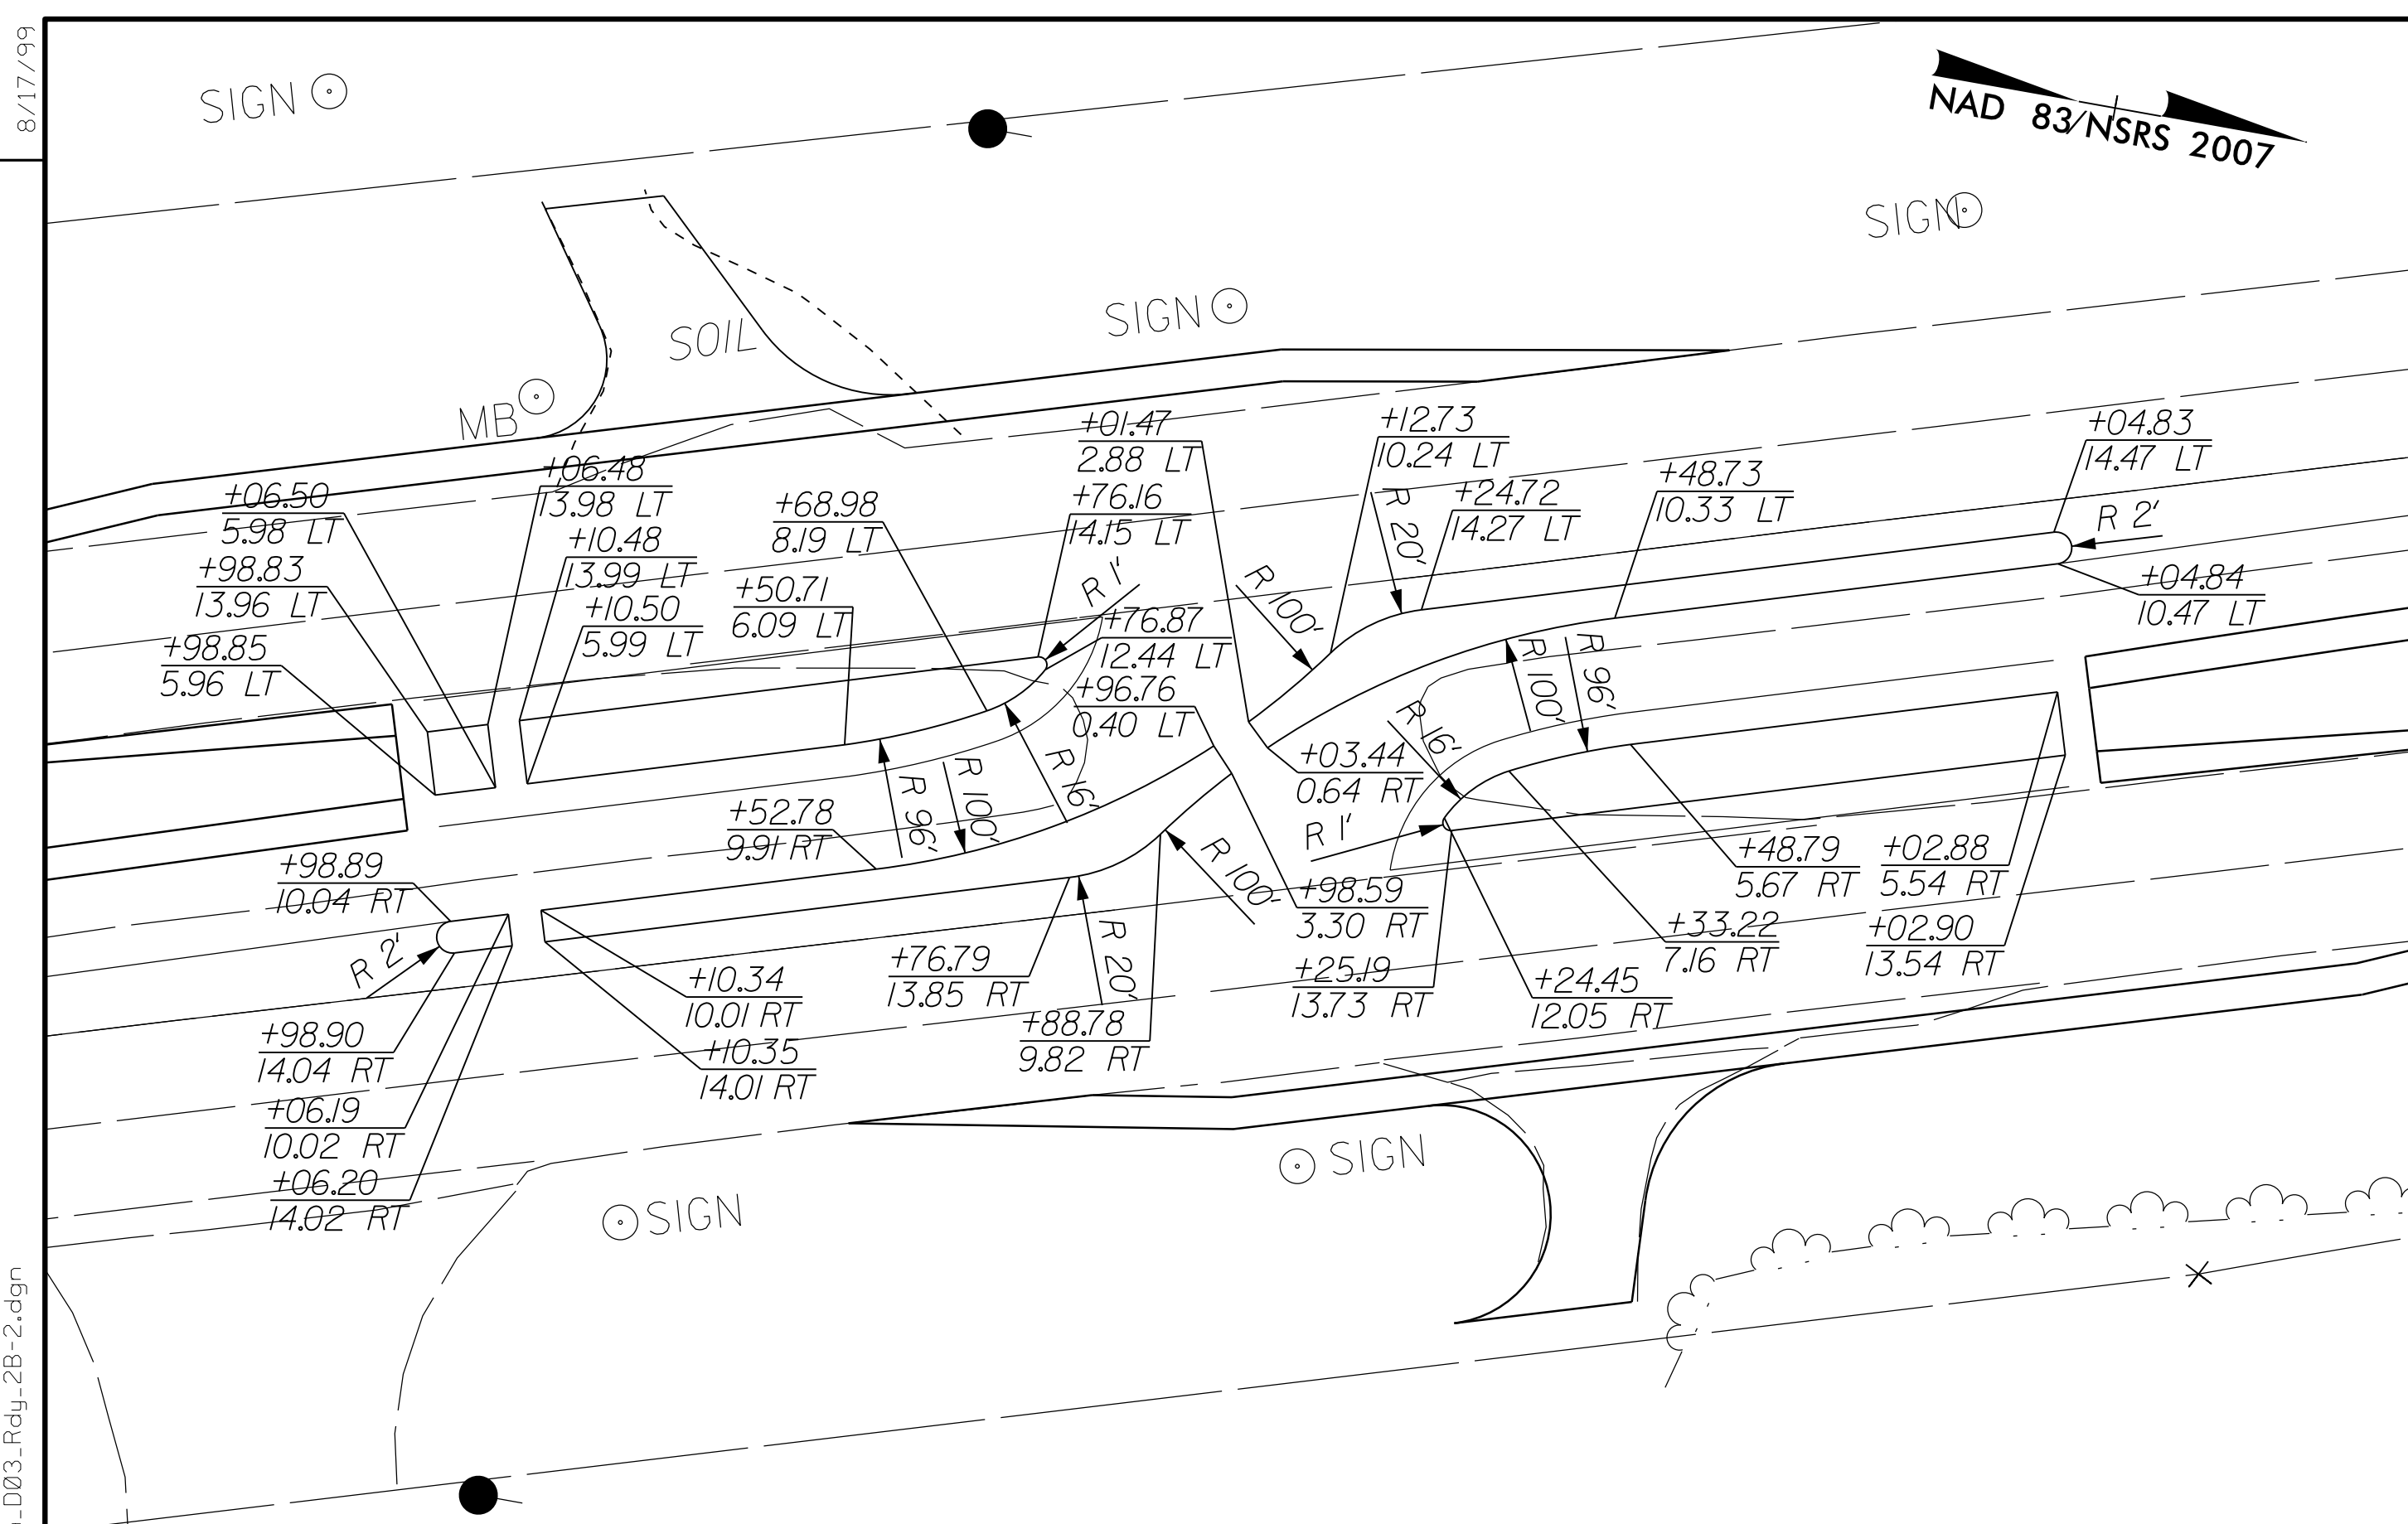 8/17/99
SIGN
NAD 83/NSRS 2007
SIGN
SIGN
SOIL
MB
+06.50
5.98 LT
+98.83
13.96 LT
+98.85
5.96 LT
+06.48
13.98 LT
+10.48
13.99 LT
+10.50
5.99 LT
+68.98
8.19 LT
+50.71
6.09 LT
+01.47
2.88 LT
+76.16
14.15 LT
R 1'
+76.87
12.44 LT
+96.76
0.40 LT
+12.73
10.24 LT
R 20'
+24.72
14.27 LT
+48.73
10.33 LT
+04.83
14.47 LT
R 2'
+04.84
10.47 LT
R 100'
R 100'
R 96'
R 16'
+03.44
0.64 RT
R 1'
R 16'
R 100'
R 96'
+52.78
9.91 RT
R 100'
R 20'
+98.89
10.04 RT
R 2'
+98.90
14.04 RT
+06.19
10.02 RT
+06.20
14.02 RT
+10.34
10.01 RT
+10.35
14.01 RT
+76.79
13.85 RT
+88.78
9.82 RT
+98.59
3.30 RT
+25.19
13.73 RT
+24.45
12.05 RT
+33.22
7.16 RT
+48.79
5.67 RT
+02.88
5.54 RT
+02.90
13.54 RT
SIGN
SIGN
_D03_Rdy_2B-2.dgn